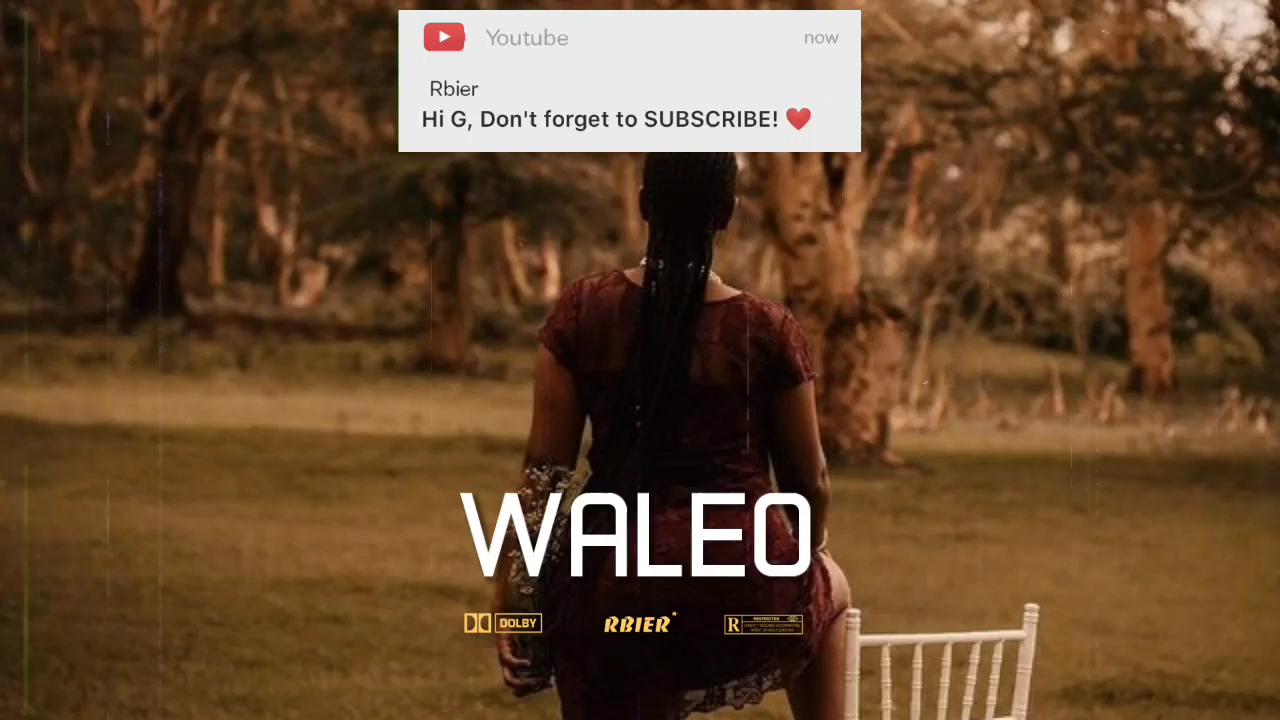 Youtube
now
Rbier
Hi G, Don't forget to SUBSCRIBE! ❤️
WALEO
DOLBY
RBIER
R
RESTRICTED